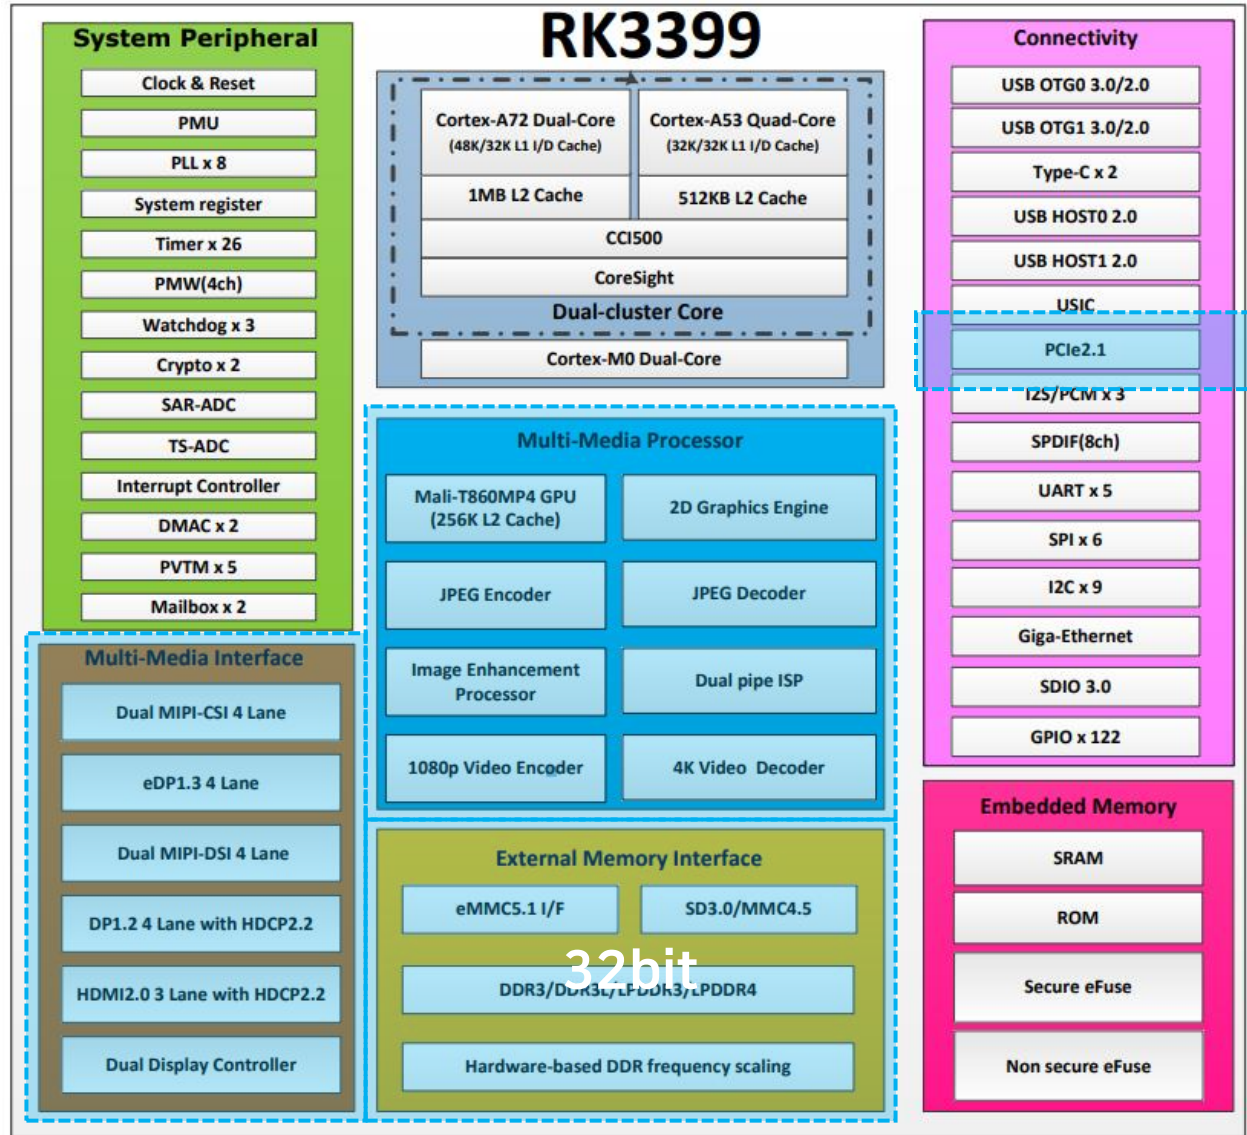 RK3399
System Peripheral
Clock & Reset
PMU
PLL x 8
System register
Timer x 26
PMW(4ch)
Watchdog x 3
Crypto x 2
SAR-ADC
TS-ADC
Interrupt Controller
DMAC x 2
PVTM x 5
Mailbox x 2
Multi-Media Interface
Dual MIPI-CSI 4 Lane
eDP1.3 4 Lane
Dual MIPI-DSI 4 Lane
DP1.2 4 Lane with HDCP2.2
HDMI2.0 3 Lane with HDCP2.2
Dual Display Controller
Cortex-A72 Dual-Core
(48K/32K L1 I/D Cache)
Cortex-A53 Quad-Core
(32K/32K L1 I/D Cache)
1MB L2 Cache
512KB L2 Cache
CCI500
CoreSight
Dual-cluster Core
Cortex-M0 Dual-Core
Multi-Media Processor
Mali-T860MP4 GPU
(256K L2 Cache)
2D Graphics Engine
JPEG Encoder
JPEG Decoder
Image Enhancement
Processor
Dual pipe ISP
1080p Video Encoder
4K Video Decoder
External Memory Interface
eMMC5.1 I/F
SD3.0/MMC4.5
32bit
DDR3/DDR3L/LPDDR3/LPDDR4
Hardware-based DDR frequency scaling
Connectivity
USB OTG0 3.0/2.0
USB OTG1 3.0/2.0
Type-C x 2
USB HOST0 2.0
USB HOST1 2.0
USIC
PCIe2.1
I2S/PCM x 3
SPDIF(8ch)
UART x 5
SPI x 6
I2C x 9
Giga-Ethernet
SDIO 3.0
GPIO x 122
Embedded Memory
SRAM
ROM
Secure eFuse
Non secure eFuse